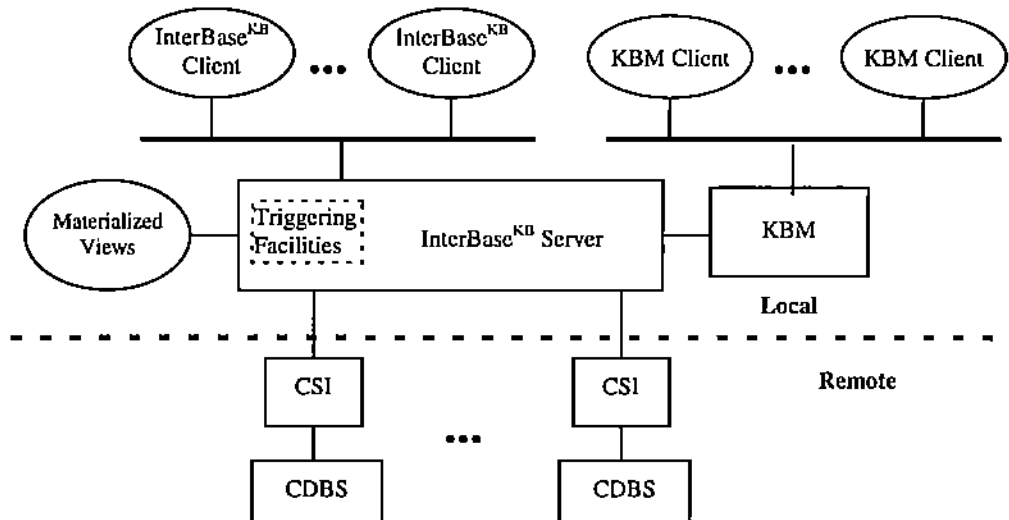 InterBase^KB
Client
InterBase^KB
Client
KBM Client
KBM Client
Materialized
Views
Triggering
Facilities
InterBase^KB Server
KBM
Local
Remote
CSI
CSI
CDBS
CDBS